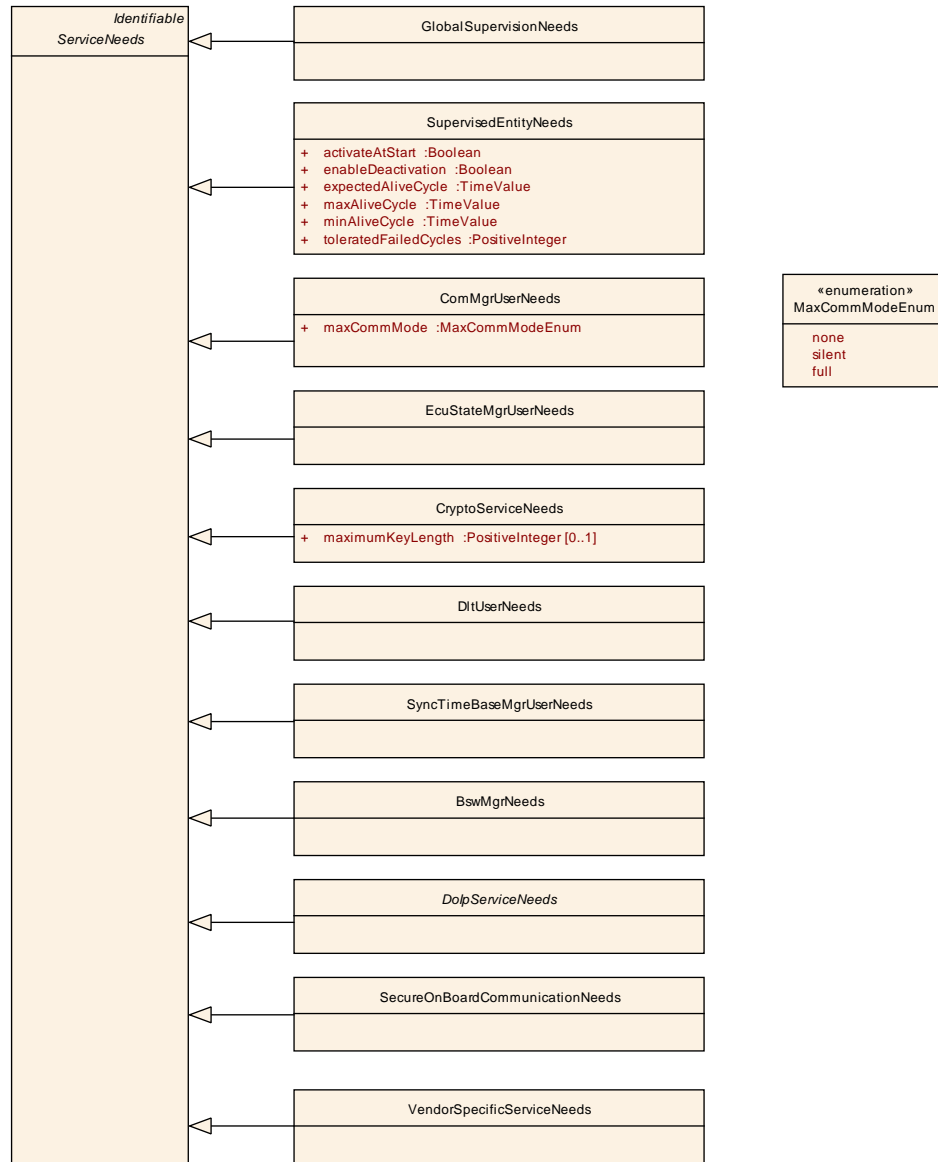 Identifiable
ServiceNeeds
GlobalSupervisionNeeds
SupervisedEntityNeeds
+ activateAtStart :Boolean
+ enableDeactivation :Boolean
+ expectedAliveCycle :TimeValue
+ maxAliveCycle :TimeValue
+ minAliveCycle :TimeValue
+ toleratedFailedCycles :PositiveInteger
ComMgrUserNeeds
+ maxCommMode :MaxCommModeEnum
«enumeration»
MaxCommModeEnum
none
silent
full
EcuStateMgrUserNeeds
CryptoServiceNeeds
+ maximumKeyLength :PositiveInteger [0..1]
DltUserNeeds
SyncTimeBaseMgrUserNeeds
BswMgrNeeds
DoIpServiceNeeds
SecureOnBoardCommunicationNeeds
VendorSpecificServiceNeeds